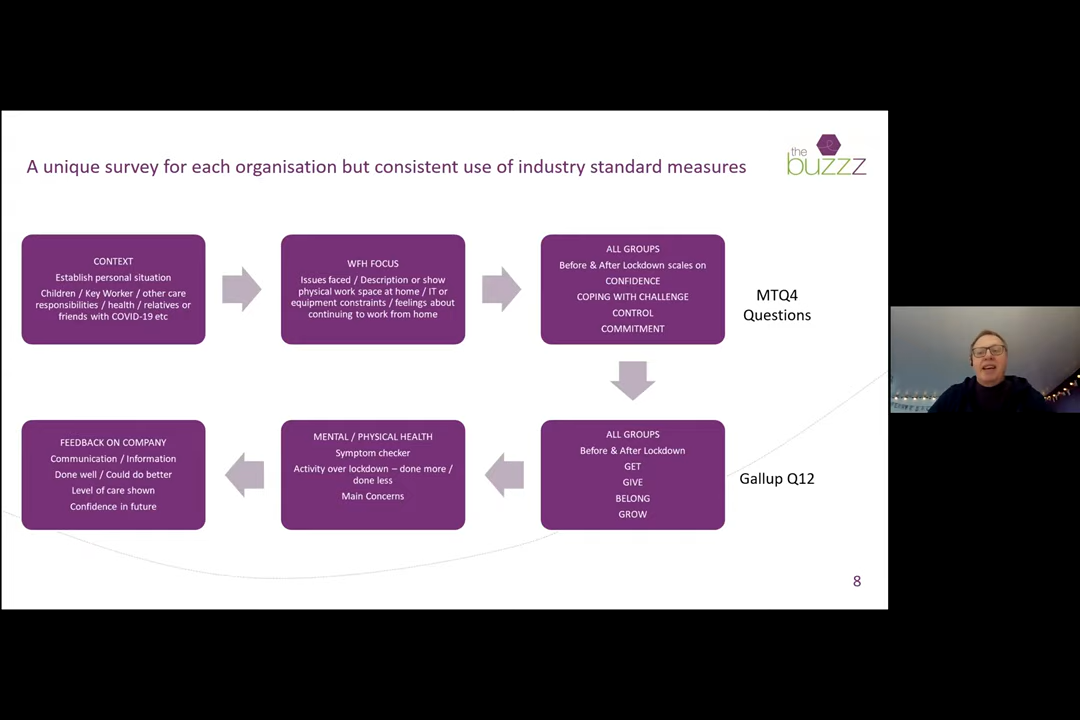 A unique survey for each organisation but consistent use of industry standard measures
the
buzzz
CONTEXT
Establish personal situation
Children / Key Worker / other care
responsibilities / health / relatives or
friends with COVID-19 etc
WFH FOCUS
Issues faced / Description or show
physical work space at home / IT or
equipment constraints / feelings about
continuing to work from home
ALL GROUPS
Before & After Lockdown scales on
CONFIDENCE
COPING WITH CHALLENGE
CONTROL
COMMITMENT
MTQ4
Questions
FEEDBACK ON COMPANY
Communication / Information
Done well / Could do better
Level of care shown
Confidence in future
MENTAL / PHYSICAL HEALTH
Symptom checker
Activity over lockdown – done more /
done less
Main Concerns
ALL GROUPS
Before & After Lockdown
GET
GIVE
BELONG
GROW
Gallup Q12
8